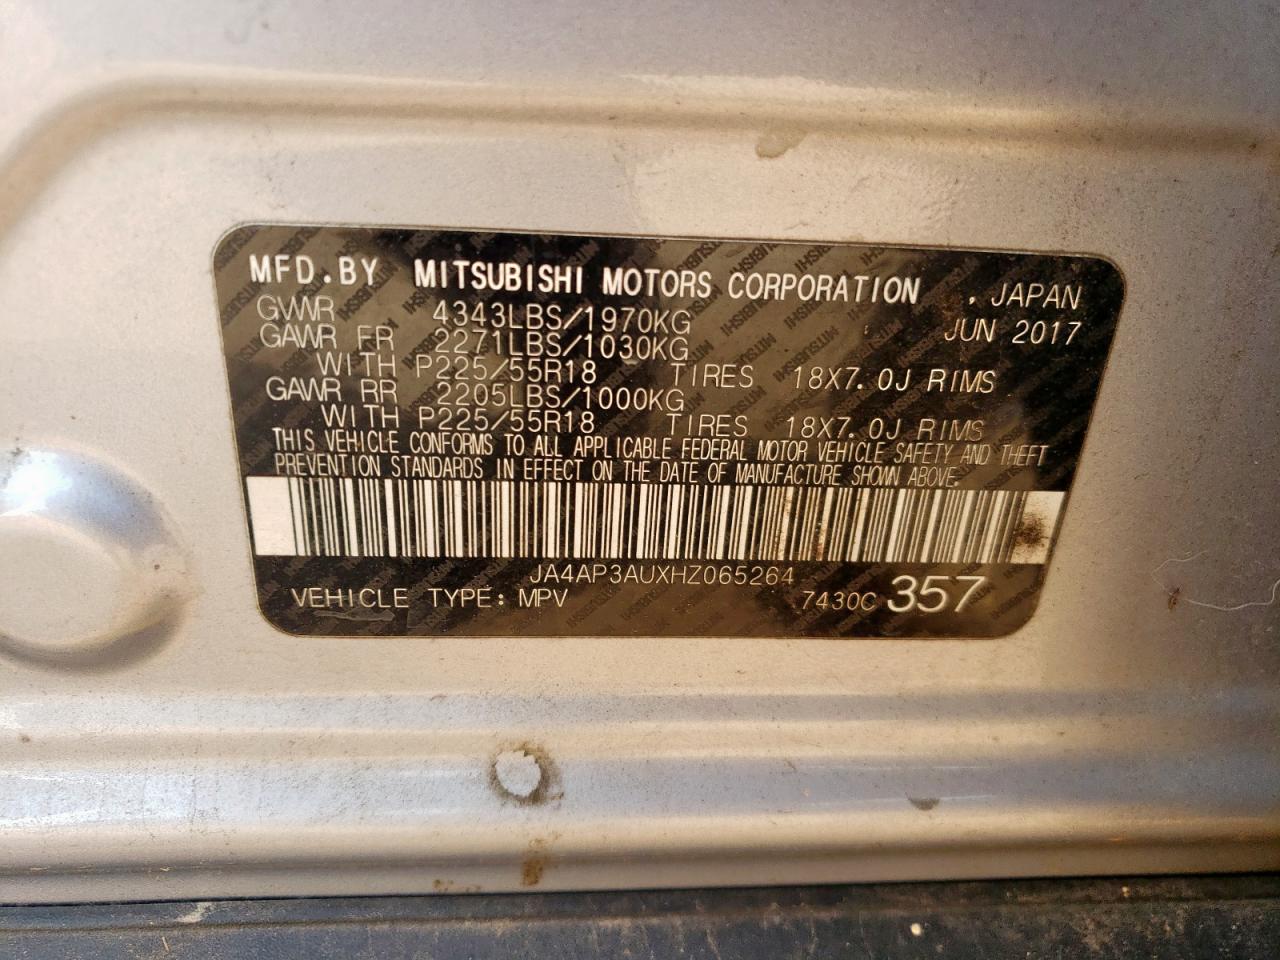 MFD.BY MITSUBISHI MOTORS CORPORATION . JAPAN
GVWR 4343LBS/1970KG JUN 2017
GAWR FR 2271LBS/1030KG
WITH P225/55R18 TIRES 18X7.0J RIMS
GAWR RR 2205LBS/1000KG
WITH P225/55R18 TIRES 18X7.0J RIMS
THIS VEHICLE CONFORMS TO ALL APPLICABLE FEDERAL MOTOR VEHICLE SAFETY AND THEFT
PREVENTION STANDARDS IN EFFECT ON THE DATE OF MANUFACTURE SHOWN ABOVE.
JA4AP3AUXHZ065264
VEHICLE TYPE: MPV 7430C 357